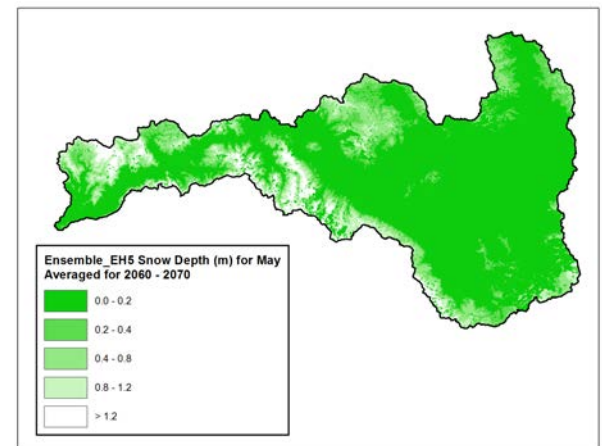 Ensemble_EH5 Snow Depth (m) for May
Averaged for 2060 - 2070
0.0 - 0.2
0.2 - 0.4
0.4 - 0.8
0.8 - 1.2
> 1.2